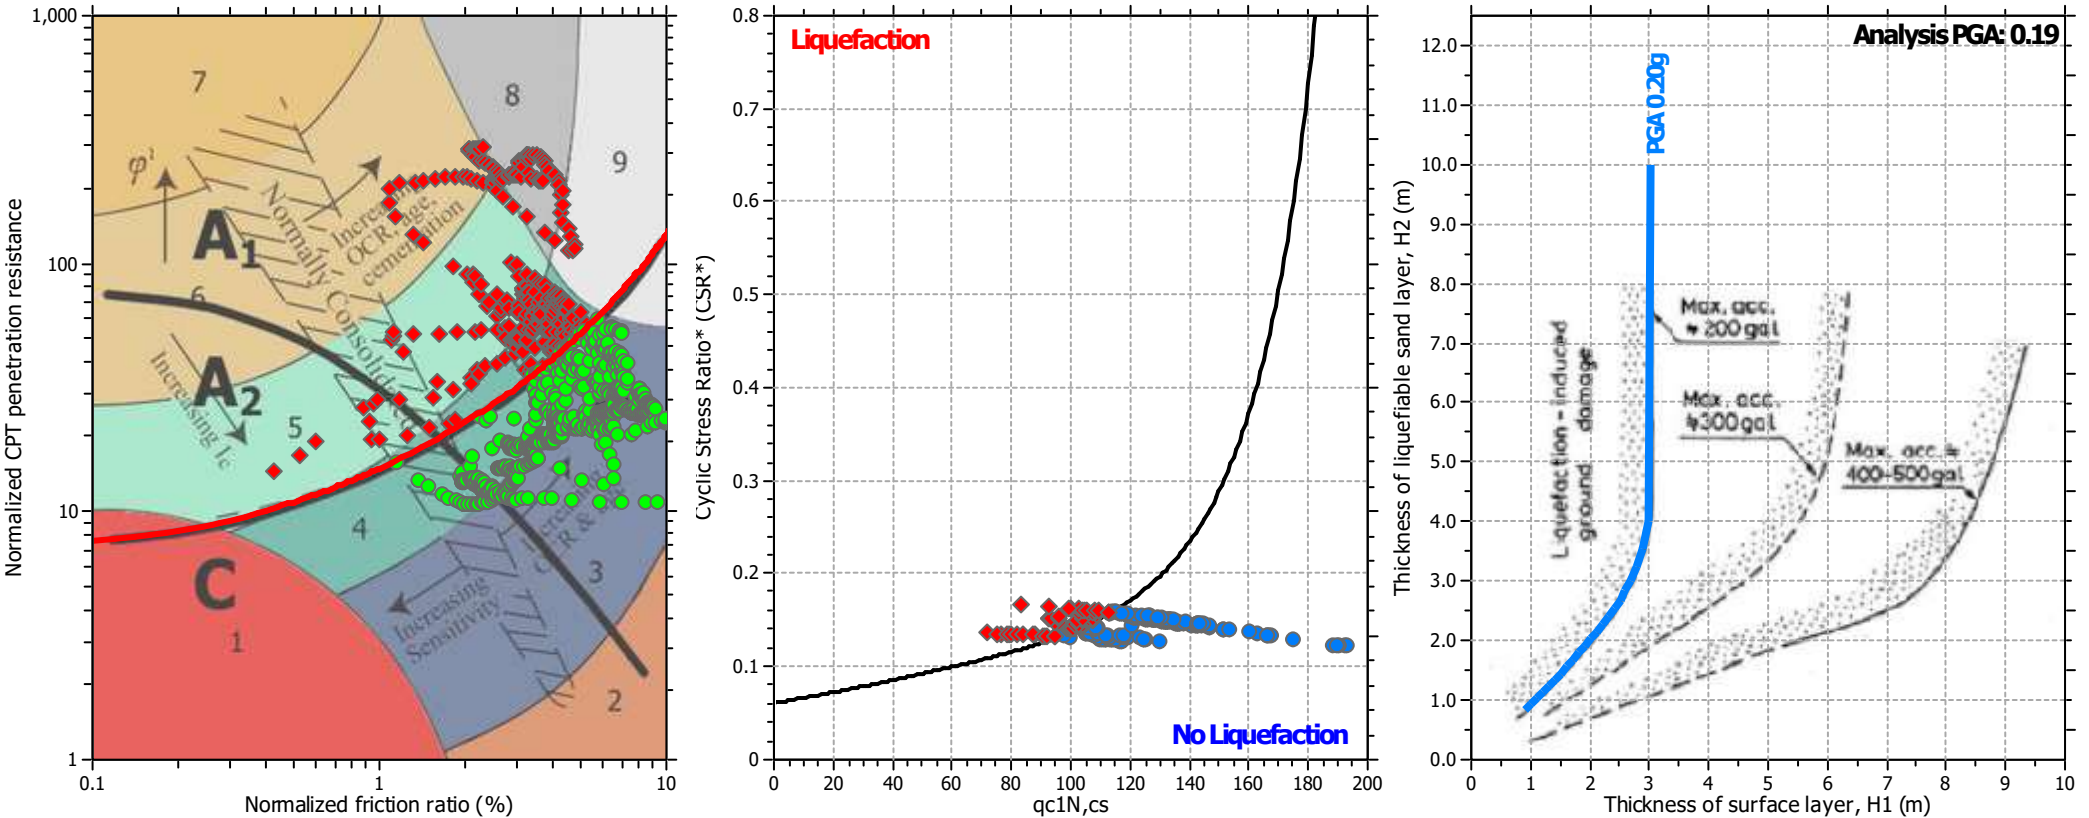 Normalized CPT penetration resistance
1,000
100
10
1
0.1
1
10
Normalized friction ratio (%)
7
8
9
φ'
A1
6
A2
5
4
C
1
3
2
Normally Consolidated
Increasing
OCR, age,
cementation
Increasing Ic
Increasing
Sensitivity
Increasing
OCR &
Cyclic Stress Ratio* (CSR*)
0.8
0.7
0.6
0.5
0.4
0.3
0.2
0.1
0
Liquefaction
No Liquefaction
0
20
40
60
80
100
120
140
160
180
200
qc1N,cs
Thickness of liquefiable sand layer, H2 (m)
12.0
11.0
10.0
9.0
8.0
7.0
6.0
5.0
4.0
3.0
2.0
1.0
0.0
Analysis PGA: 0.19
PGA 0.20g
Max. acc.
≈ 200 gal
Max. acc.
≈300 gal
Max. acc. ≈
400-500gal
Liquefaction - induced
ground damage
0
1
2
3
4
5
6
7
8
9
10
Thickness of surface layer, H1 (m)